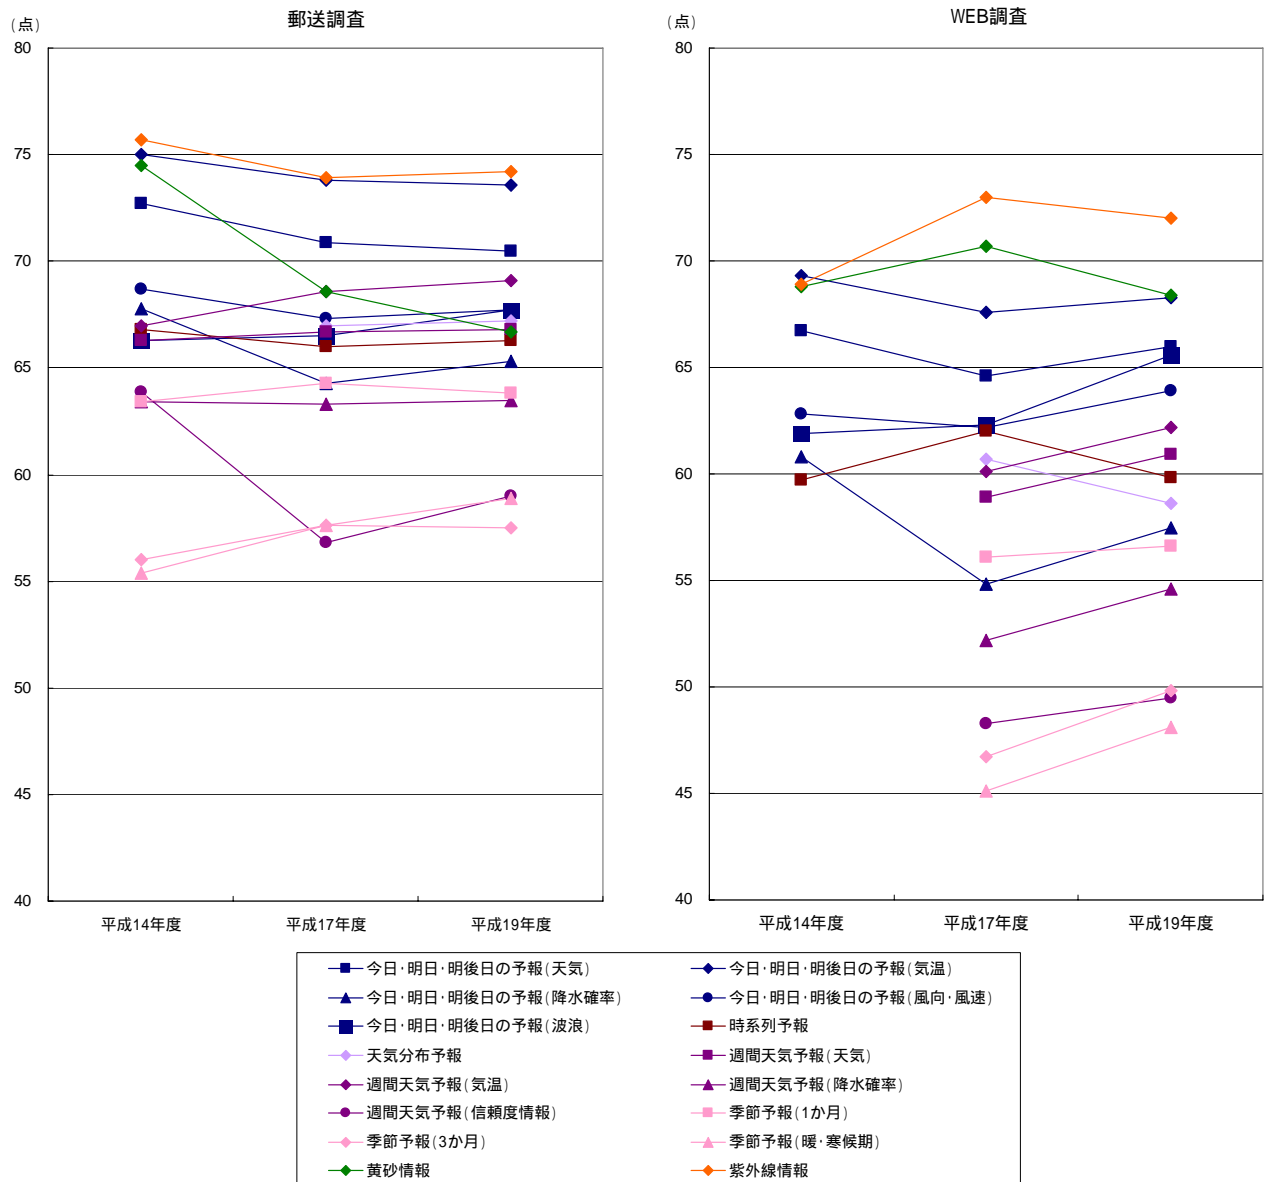 郵送調査
(点)
80
75
70
65
60
55
50
45
40
平成14年度
平成17年度
平成19年度
WEB調査
(点)
80
75
70
65
60
55
50
45
40
平成14年度
平成17年度
平成19年度
今日・明日・明後日の予報(天気)
今日・明日・明後日の予報(気温)
今日・明日・明後日の予報(降水確率)
今日・明日・明後日の予報(風向・風速)
今日・明日・明後日の予報(波浪)
時系列予報
天気分布予報
週間天気予報(天気)
週間天気予報(気温)
週間天気予報(降水確率)
週間天気予報(信頼度情報)
季節予報(1か月)
季節予報(3か月)
季節予報(暖・寒候期)
黄砂情報
紫外線情報